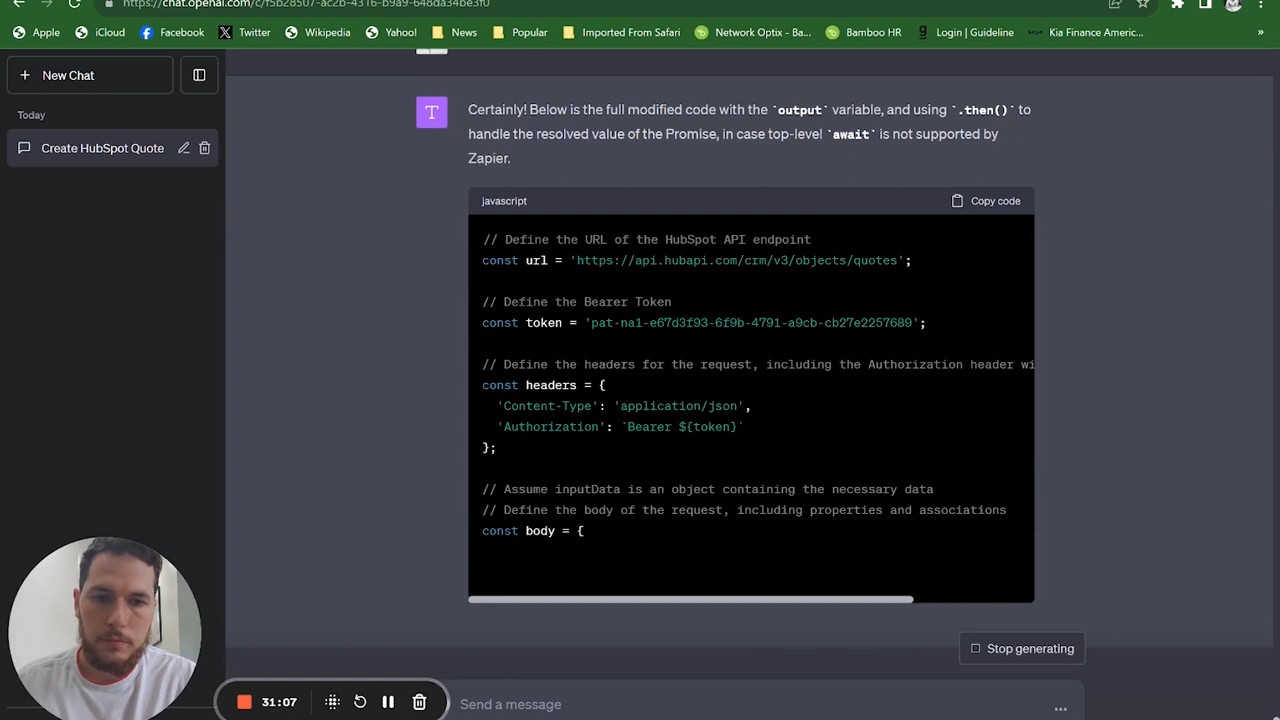 https://chat.openai.com/c/f5b28507-ac2b-4316-b9a9-648da34be3f0
Apple iCloud Facebook Twitter Wikipedia Yahoo! News Popular Imported From Safari Network Optix - Ba... Bamboo HR Login | Guideline Kia Finance Americ... »
New Chat
Today
Create HubSpot Quote
T
Certainly! Below is the full modified code with the `output` variable, and using `.then()` to
handle the resolved value of the Promise, in case top-level `await` is not supported by
Zapier.
javascript Copy code
// Define the URL of the HubSpot API endpoint
const url = 'https://api.hubapi.com/crm/v3/objects/quotes';
// Define the Bearer Token
const token = 'pat-na1-e67d3f93-6f9b-4791-a9cb-cb27e2257689';
// Define the headers for the request, including the Authorization header wi
const headers = {
'Content-Type': 'application/json',
'Authorization': `Bearer ${token}`
};
// Assume inputData is an object containing the necessary data
// Define the body of the request, including properties and associations
const body = {
Stop generating
31:07
Send a message
...